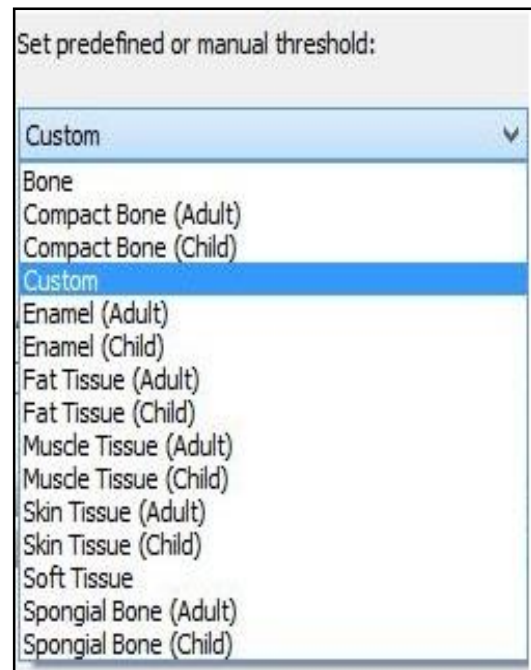 Set predefined or manual threshold:
Custom
Bone
Compact Bone (Adult)
Compact Bone (Child)
Custom
Enamel (Adult)
Enamel (Child)
Fat Tissue (Adult)
Fat Tissue (Child)
Muscle Tissue (Adult)
Muscle Tissue (Child)
Skin Tissue (Adult)
Skin Tissue (Child)
Soft Tissue
Spongial Bone (Adult)
Spongial Bone (Child)